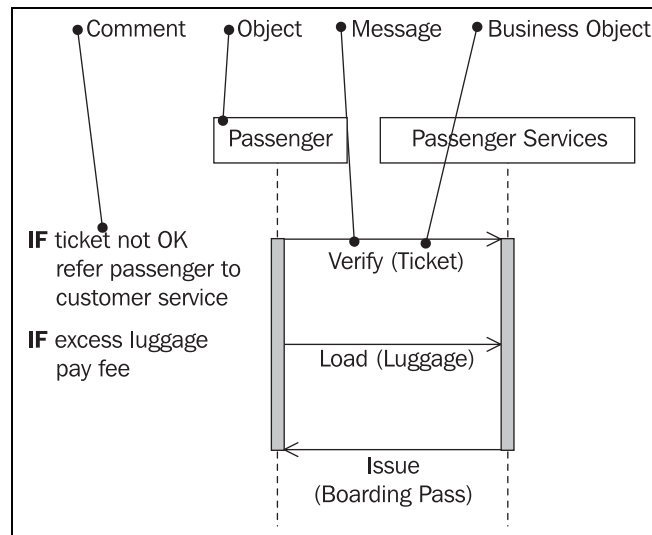 Comment Object Message Business Object
Passenger Passenger Services
IF ticket not OK
refer passenger to
customer service
Verify (Ticket)
IF excess luggage
pay fee
Load (Luggage)
Issue
(Boarding Pass)